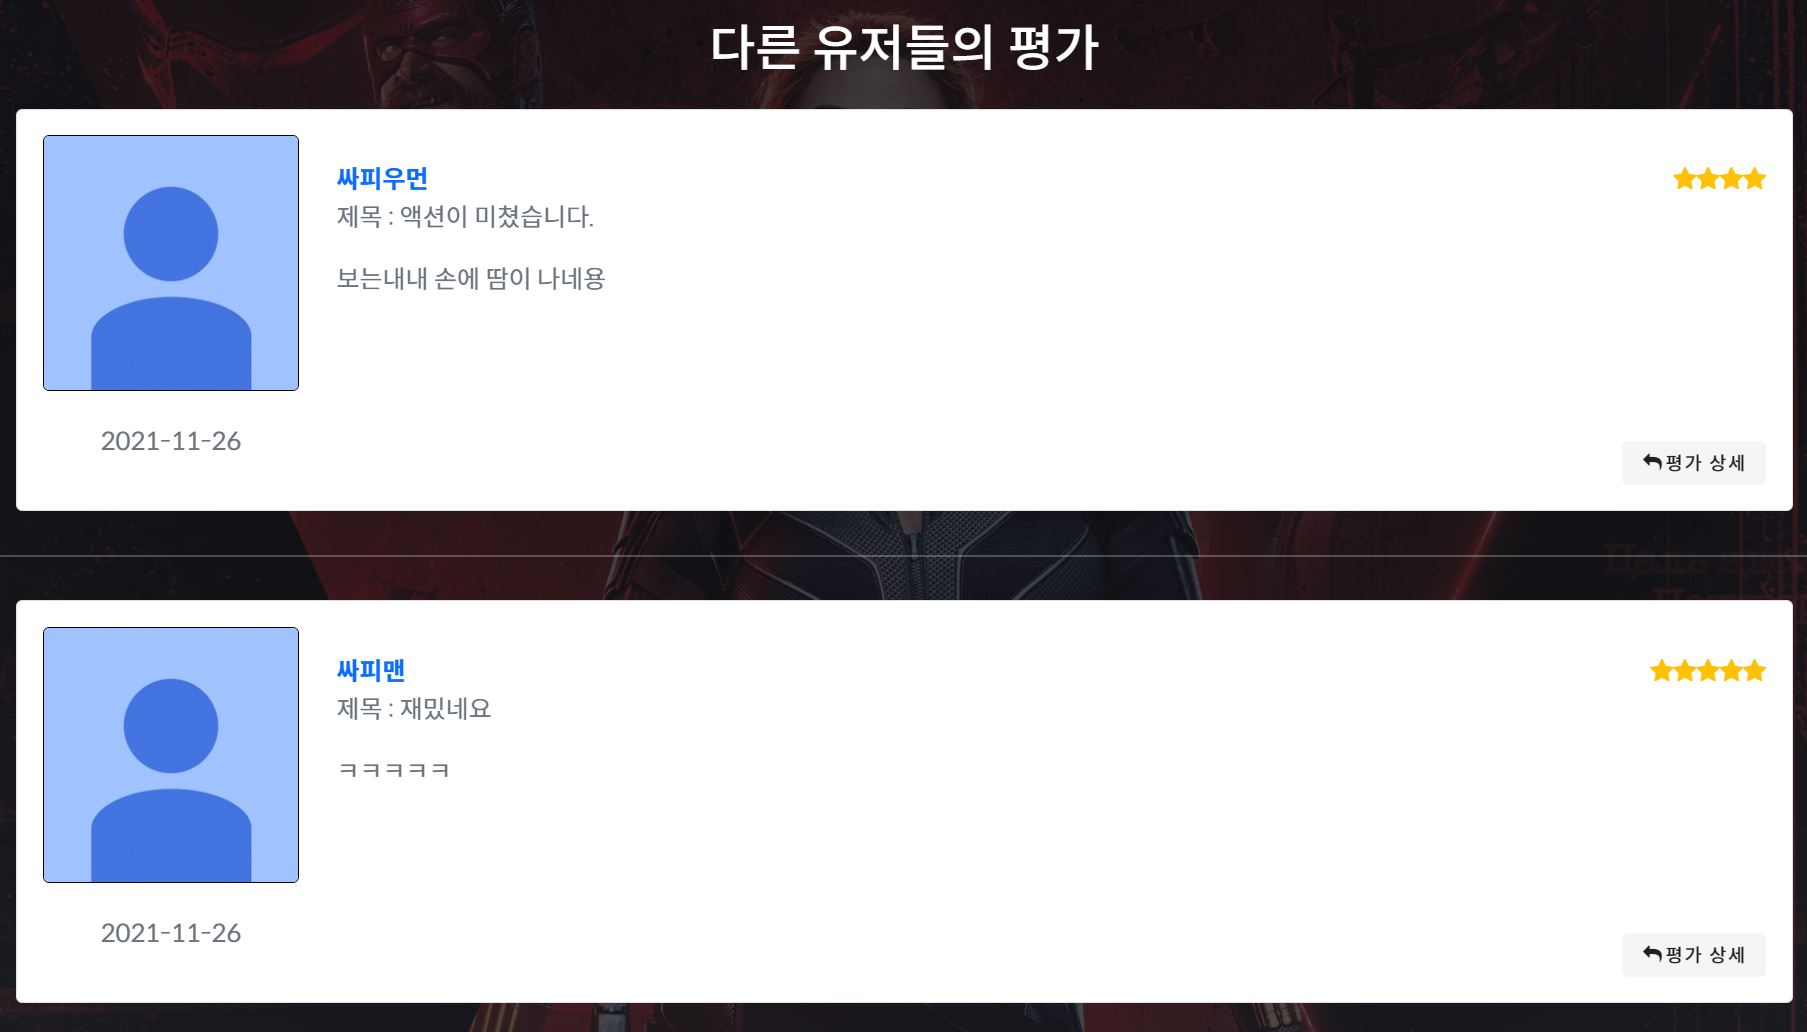 다른 유저들의 평가
싸피우먼
제목 : 액션이 미쳤습니다.
보는내내 손에 땀이 나네용
2021-11-26
평가 상세
싸피맨
제목 : 재밌네요
ㅋㅋㅋㅋㅋ
2021-11-26
평가 상세